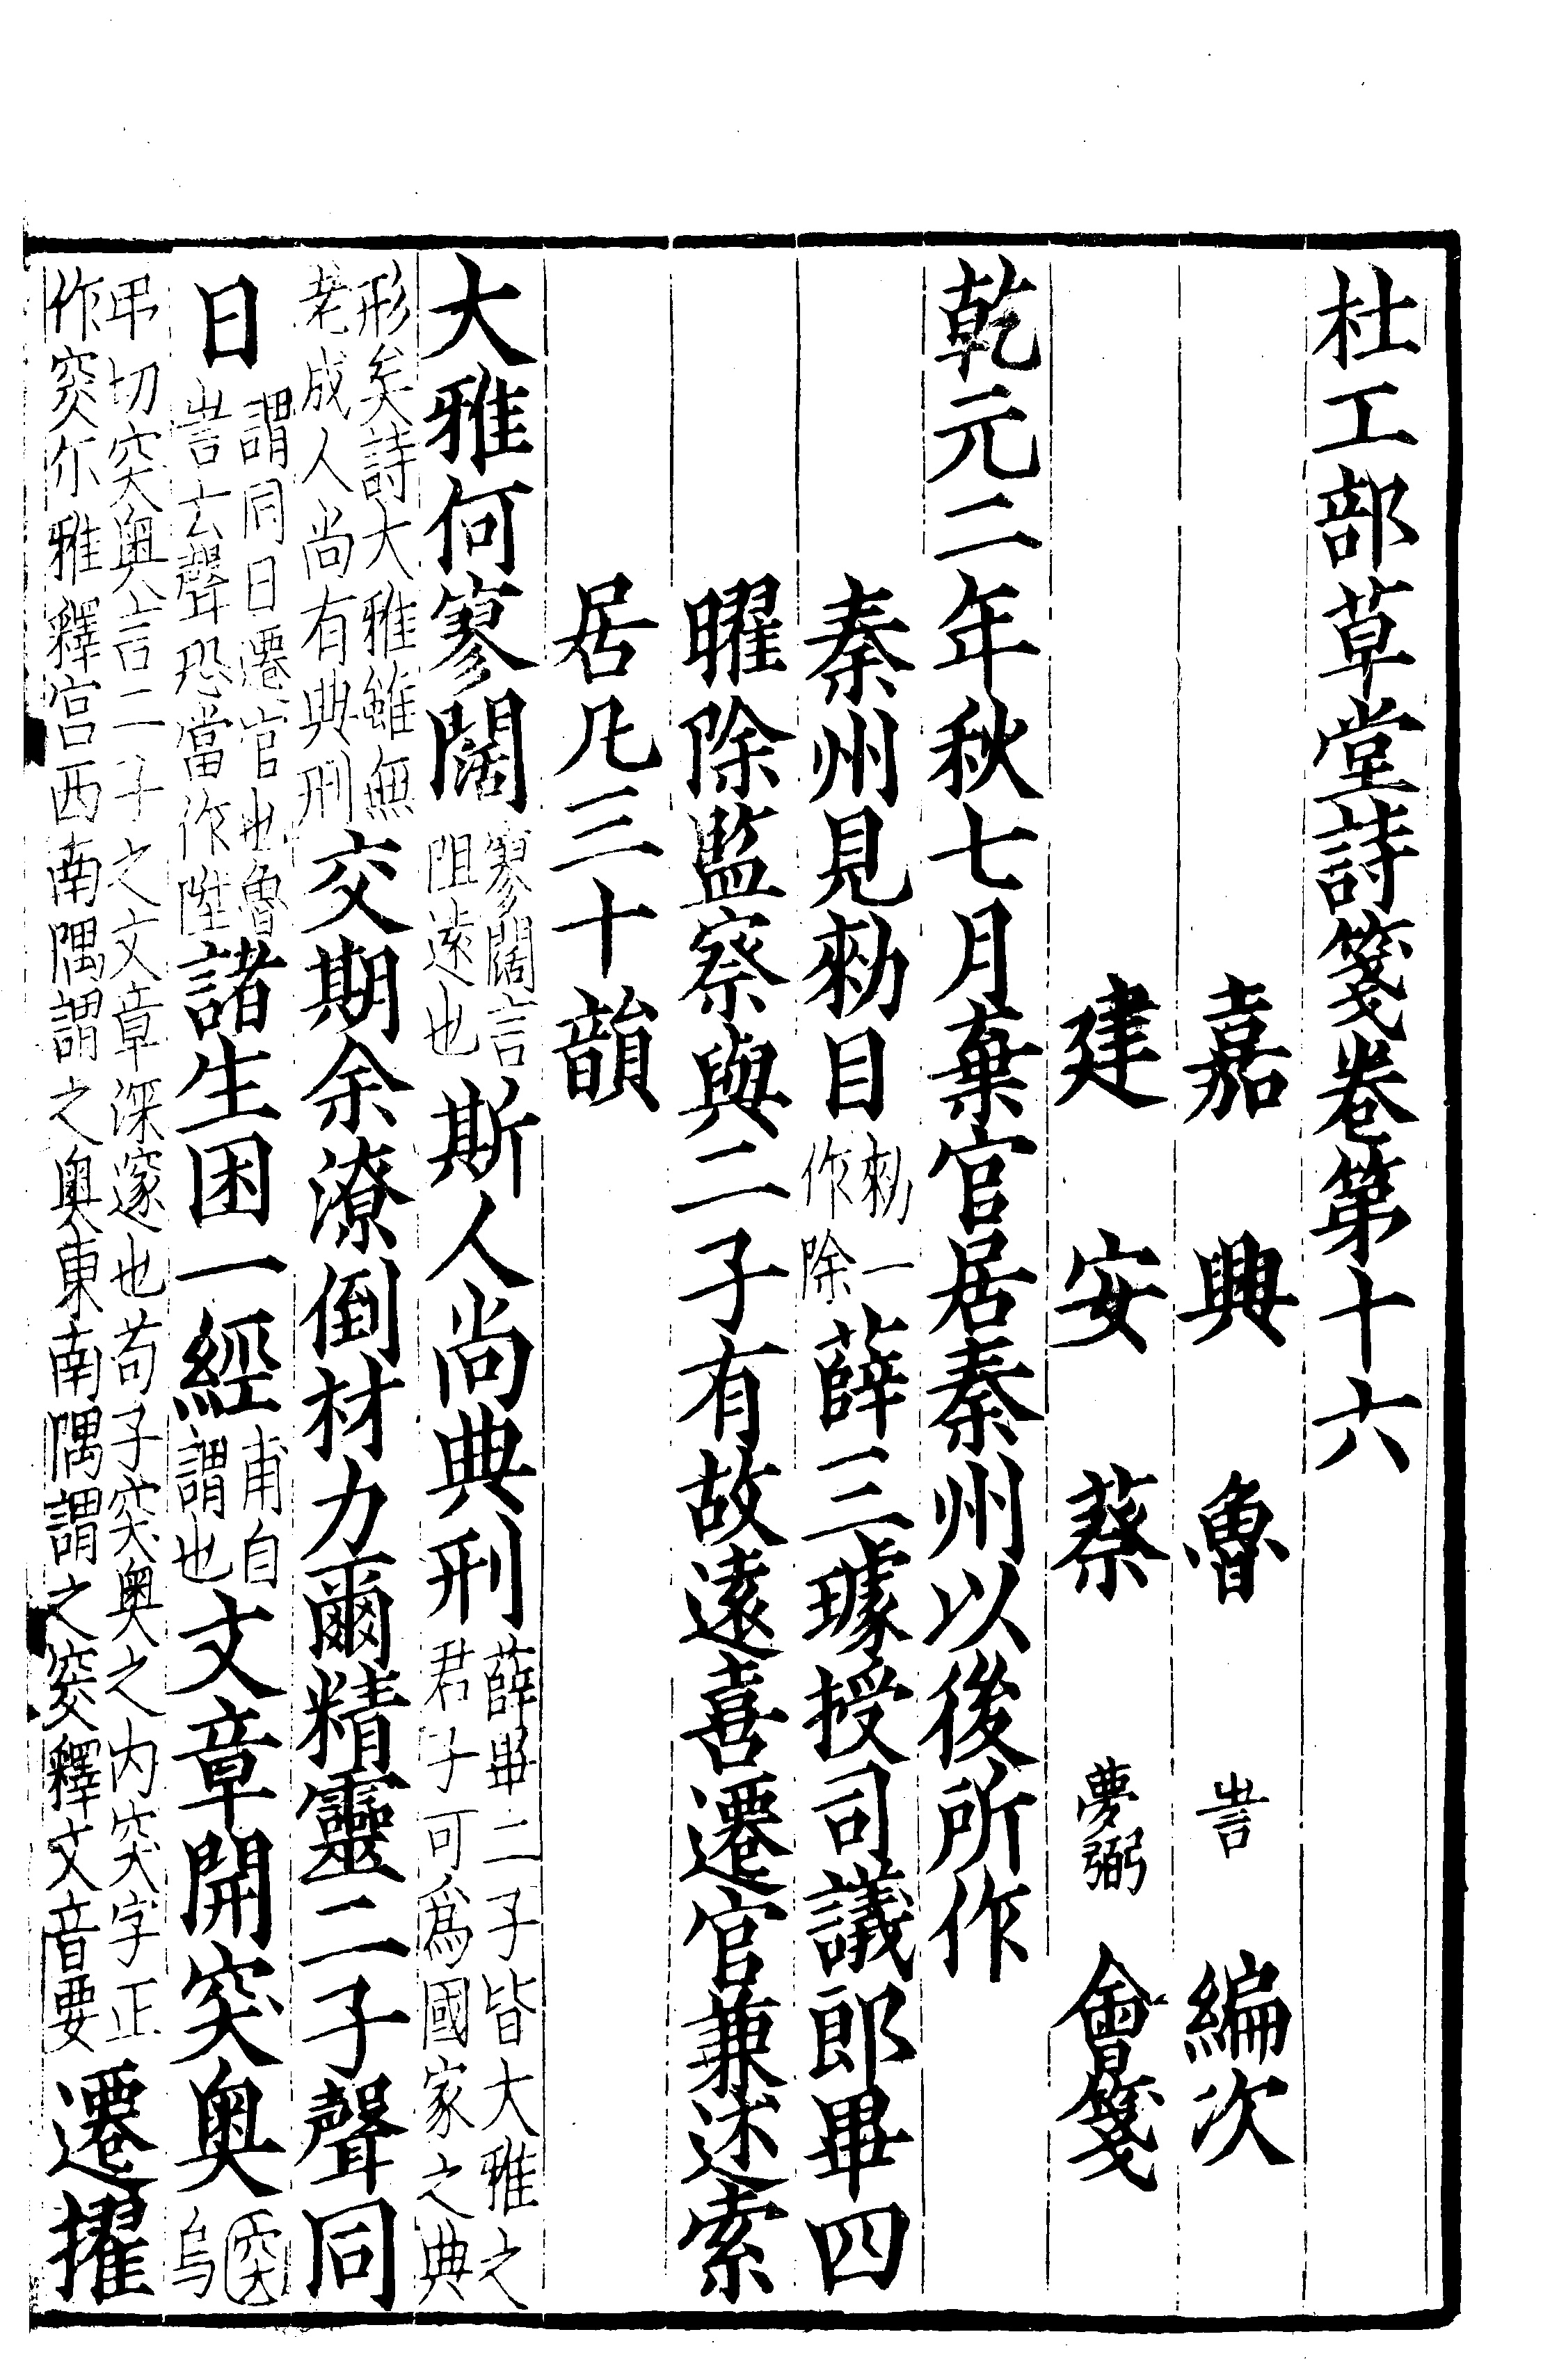 杜工部草堂詩箋卷第十六
嘉興魯訔編次
建安蔡夢弼會箋
乾元二年秋七月棄官居秦州以後所作
秦州見勑目勑一作除薛三璩授司議郎畢四
曜除監察與二子有故遠喜遷官兼述索
居凡三十韻
大雅何寥闊寥闊言阻遠也斯人尚典刑薛畢二子皆大雅之君子可爲國家之典
形矣詩大雅雖無老成人尚有典刑交期余潦倒材力爾精靈二子聲同
日謂同日遷官也魯訔云聲恐當作陞諸生困一經甫自謂也文章開突奥突烏
弔切突奥言二子之文章深邃也荀子突奥之内突字正作窔尔雅釋宫西南隅謂之奥東南隅謂之窔釋文音要遷擢